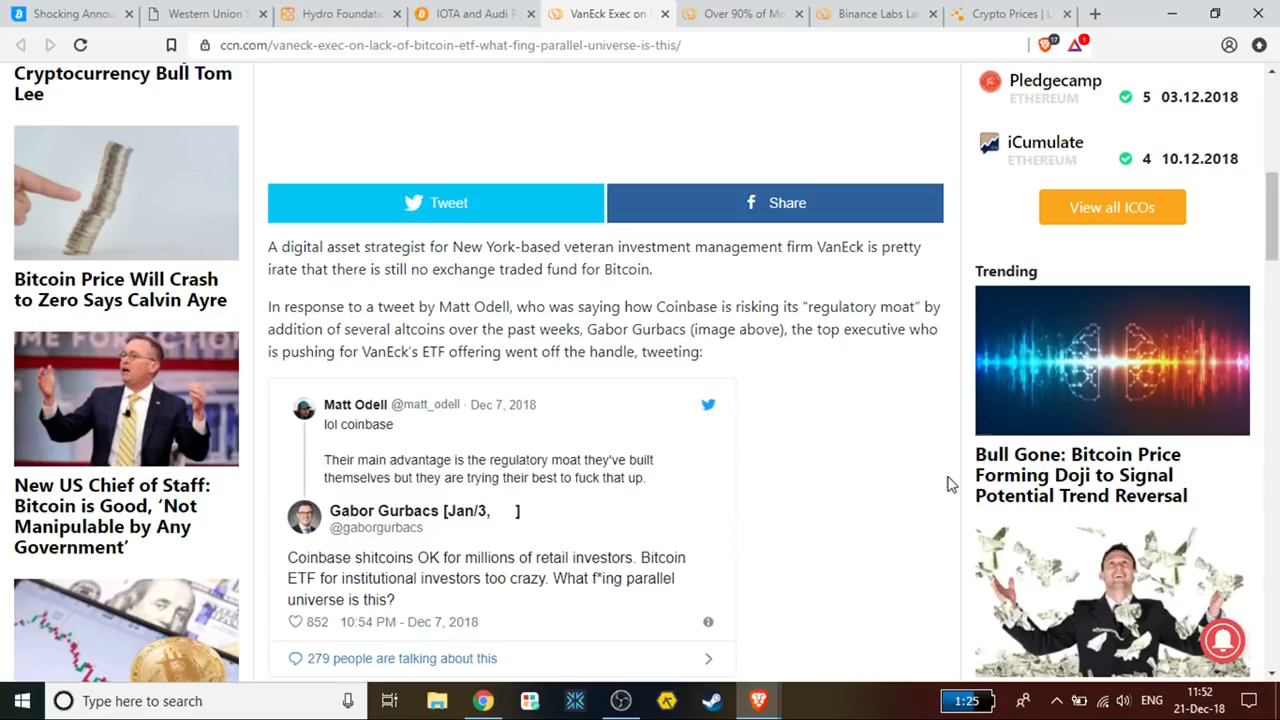 Shocking Annou
Western Union S
Hydro Foundatio
IOTA and Audi P
VanEck Exec on
Over 90% of Mo
Binance Labs La
Crypto Prices | L
ccn.com/vaneck-exec-on-lack-of-bitcoin-etf-what-fing-parallel-universe-is-this/
17
1
Cryptocurrency Bull Tom
Lee
Bitcoin Price Will Crash
to Zero Says Calvin Ayre
New US Chief of Staff:
Bitcoin is Good, ‘Not
Manipulable by Any
Government’
Tweet
Share
A digital asset strategist for New York-based veteran investment management firm VanEck is pretty
irate that there is still no exchange traded fund for Bitcoin.
In response to a tweet by Matt Odell, who was saying how Coinbase is risking its “regulatory moat” by
addition of several altcoins over the past weeks, Gabor Gurbacs (image above), the top executive who
is pushing for VanEck’s ETF offering went off the handle, tweeting:
Matt Odell @matt_odell · Dec 7, 2018
lol coinbase
Their main advantage is the regulatory moat they've built
themselves but they are trying their best to fuck that up.
Gabor Gurbacs [Jan/3, ]
@gaborgurbacs
Coinbase shitcoins OK for millions of retail investors. Bitcoin
ETF for institutional investors too crazy. What f*ing parallel
universe is this?
852 10:54 PM - Dec 7, 2018
279 people are talking about this
Pledgecamp
ETHEREUM
5 03.12.2018
iCumulate
ETHEREUM
4 10.12.2018
View all ICOs
Trending
Bull Gone: Bitcoin Price
Forming Doji to Signal
Potential Trend Reversal
Type here to search
1:25
ENG
11:52
21-Dec-18